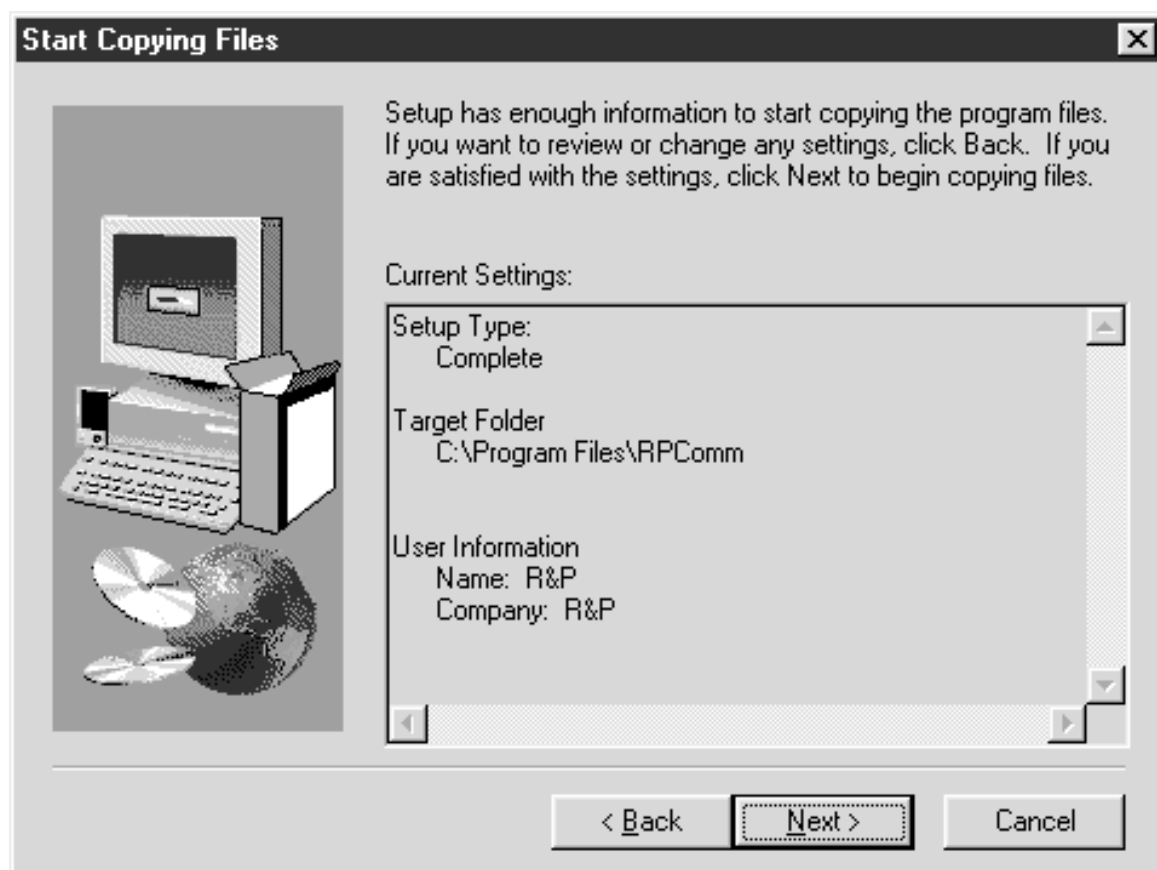 Start Copying Files
Setup has enough information to start copying the program files.
If you want to review or change any settings, click Back.  If you
are satisfied with the settings, click Next to begin copying files.
Current Settings:
Setup Type:
Complete
Target Folder
C:\Program Files\RPComm
User Information
Name:  R&P
Company:  R&P
< Back
Next >
Cancel